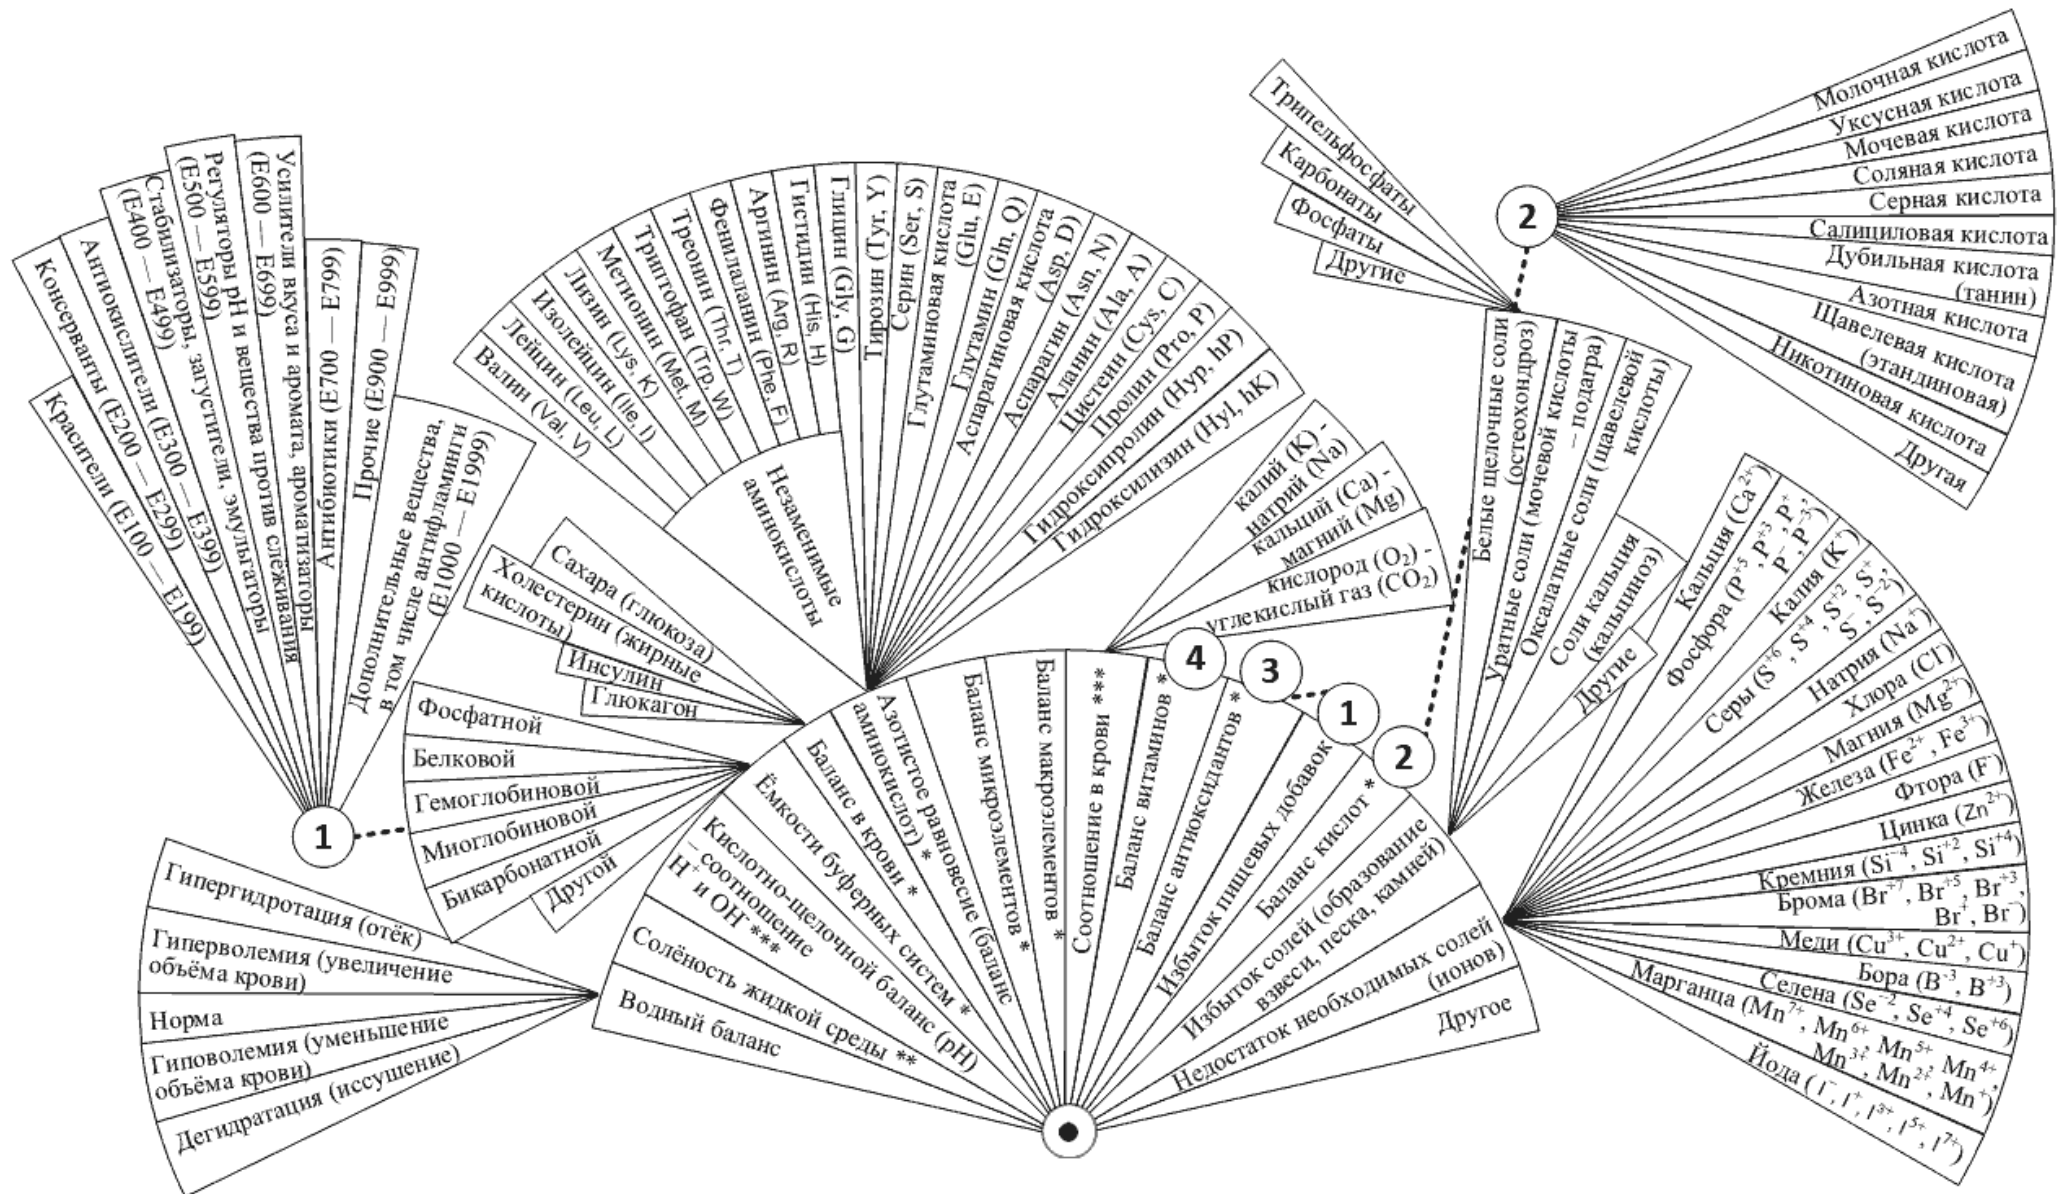 Красители (E100 — E199)
Консерванты (E200 — E299)
Антиокислители (E300 — E399)
Стабилизаторы, загустители, эмульгаторы
(E400 — E499)
Регуляторы pH и вещества против слёживания
(E500 — E599)
Усилители вкуса и аромата, ароматизаторы
(E600 — E699)
Антибиотики (E700 — E799)
Прочие (E900 — E999)
Дополнительные вещества,
в том числе антифламинги
(E1000 — E1999)
1
Гипергидротация (отёк)
Гиперволемия (увеличение
объёма крови)
Норма
Гиповолемия (уменьшение
объёма крови)
Дегидратация (иссушение)
Фосфатной
Белковой
Гемоглобиновой
Миоглобиновой
Бикарбонатной
Другой
Сахара (глюкоза)
Холестерин (жирные
кислоты)
Инсулин
Глюкагон
Валин (Val, V)
Лейцин (Leu, L)
Изолейцин (Ile, I)
Лизин (Lys, K)
Метионин (Met, M)
Триптофан (Trp, W)
Треонин (Thr, T)
Фенилаланин (Phe, F)
Аргинин (Arg, R)
Гистидин (His, H)
Незаменимые
аминокислоты
Глицин (Gly, G)
Тирозин (Tyr, Y)
Серин (Ser, S)
Глутаминовая кислота
(Glu, E)
Глутамин (Gln, Q)
Аспарагиновая кислота
(Asp, D)
Аспарагин (Asn, N)
Аланин (Ala, A)
Цистеин (Cys, C)
Пролин (Pro, P)
Гидроксипролин (Hyp, hP)
Гидроксилизин (Hyl, hK)
калий (K) -
натрий (Na)
кальций (Ca) -
магний (Mg)
кислород (O₂) -
углекислый газ (CO₂)
Водный баланс
Солёность жидкой среды **
Кислотно-щелочной баланс (pH)
– соотношение
H⁺ и OH⁻ ***
Ёмкости буферных систем *
Баланс в крови *
Азотистое равновесие (баланс
аминокислот) *
Баланс микроэлементов *
Баланс макроэлементов *
Соотношение в крови ***
Баланс витаминов *
Баланс антиоксидантов *
Избыток пищевых добавок
Баланс кислот *
Избыток солей (образование
взвеси, песка, камней)
Недостаток необходимых солей
(ионов)
Другое
4
3
1
2
Трипельфосфаты
Карбонаты
Фосфаты
Другие
2
Молочная кислота
Уксусная кислота
Мочевая кислота
Соляная кислота
Серная кислота
Салициловая кислота
Дубильная кислота
(танин)
Азотная кислота
Щавелевая кислота
(этандиновая)
Никотиновая кислота
Другая
Белые щелочные соли
(остеохондроз)
Уратные соли (мочевой кислоты
– подагра)
Оксалатные соли (щавелевой
кислоты)
Соли кальция
(кальциноз)
Другие
Кальция (Ca²⁺)
Фосфора (P⁺⁵, P⁺³, P⁺,
P⁻, P⁻³)
Калия (K⁺)
Серы (S⁺⁶, S⁺⁴, S⁺², S⁺,
S⁻, S⁻²)
Натрия (Na⁺)
Хлора (Cl⁻)
Магния (Mg²⁺)
Железа (Fe²⁺, Fe³⁺)
Фтора (F⁻)
Цинка (Zn²⁺)
Кремния (Si⁻⁴, Si⁺², Si⁺⁴)
Брома (Br⁺⁷, Br⁺⁵, Br⁺³,
Br⁺, Br⁻)
Меди (Cu³⁺, Cu²⁺, Cu⁺)
Бора (B⁻³, B⁺³)
Селена (Se⁻², Se⁺⁴, Se⁺⁶)
Марганца (Mn⁷⁺, Mn⁶⁺, Mn⁵⁺, Mn⁴⁺,
Mn³⁺, Mn²⁺, Mn⁺)
Йода (I⁻, I⁺, I³⁺, I⁵⁺, I⁷⁺)